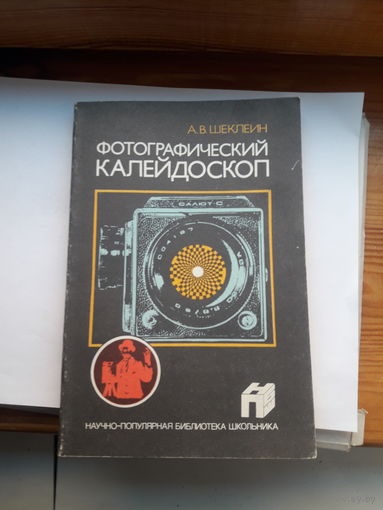 А.В. ШЕКЛЕИН
ФОТОГРАФИЧЕСКИЙ
КАЛЕЙДОСКОП
САЛЮТ-С
НАУЧНО-ПОПУЛЯРНАЯ БИБЛИОТЕКА ШКОЛЬНИКА